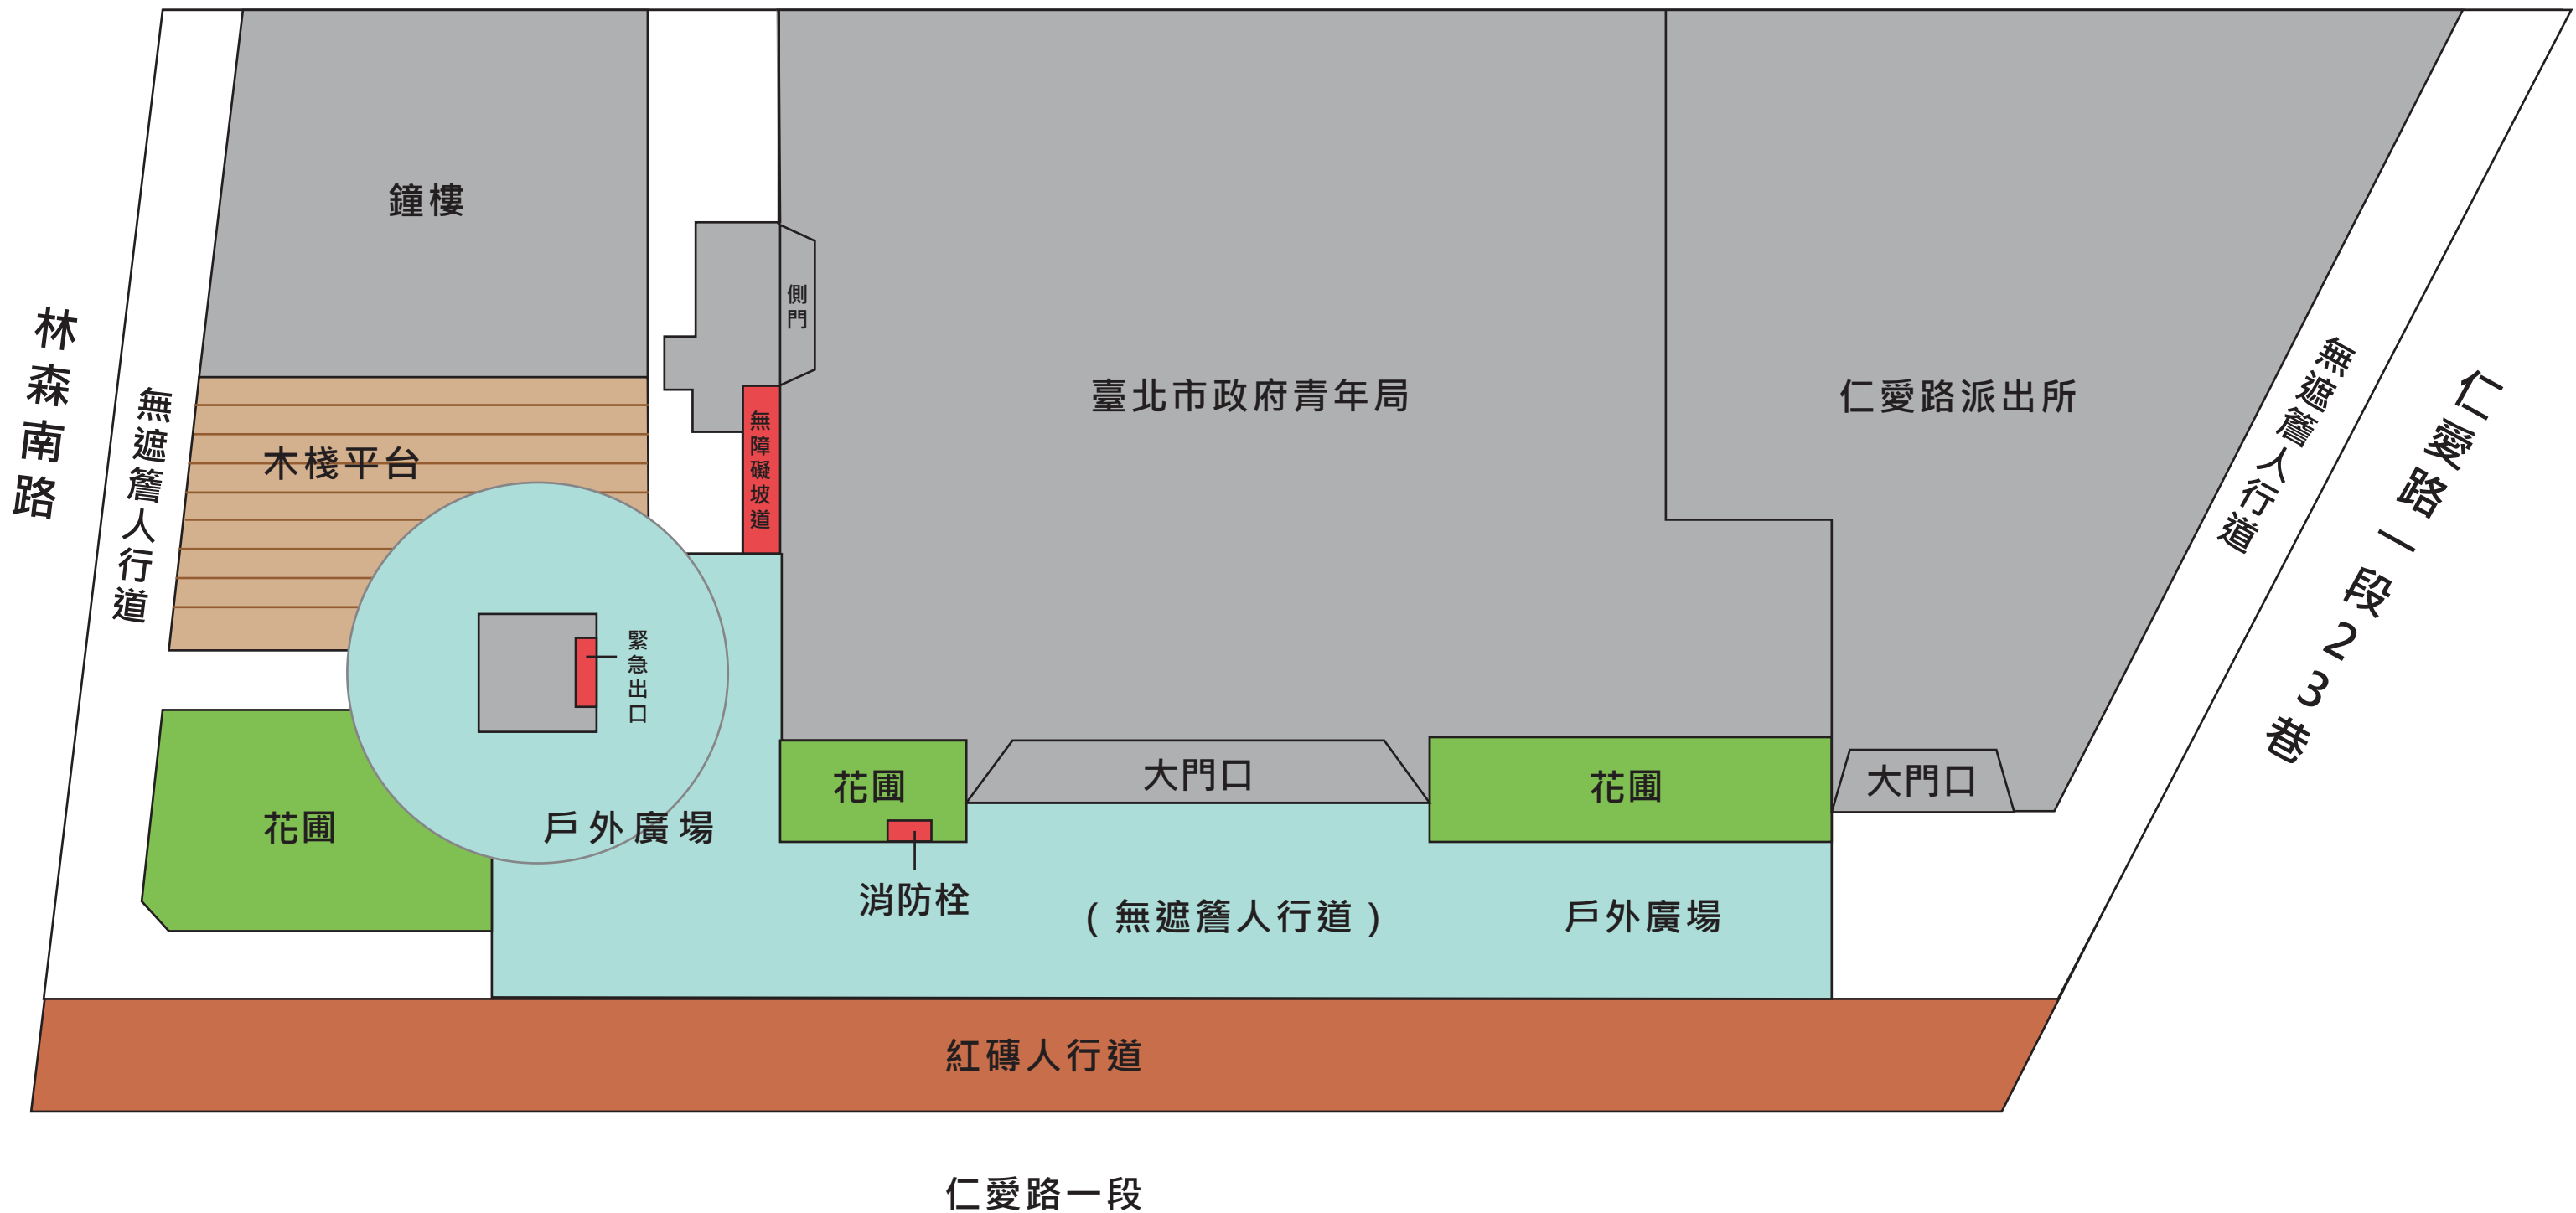 鐘樓
側門
林森南路
無遮簷人行道
木棧平台
無障礙坡道
臺北市政府青年局
仁愛路派出所
無遮簷人行道
仁愛路一段23巷
緊急出口
花圃
戶外廣場
花圃
消防栓
大門口
花圃
大門口
（無遮簷人行道）
戶外廣場
紅磚人行道
仁愛路一段